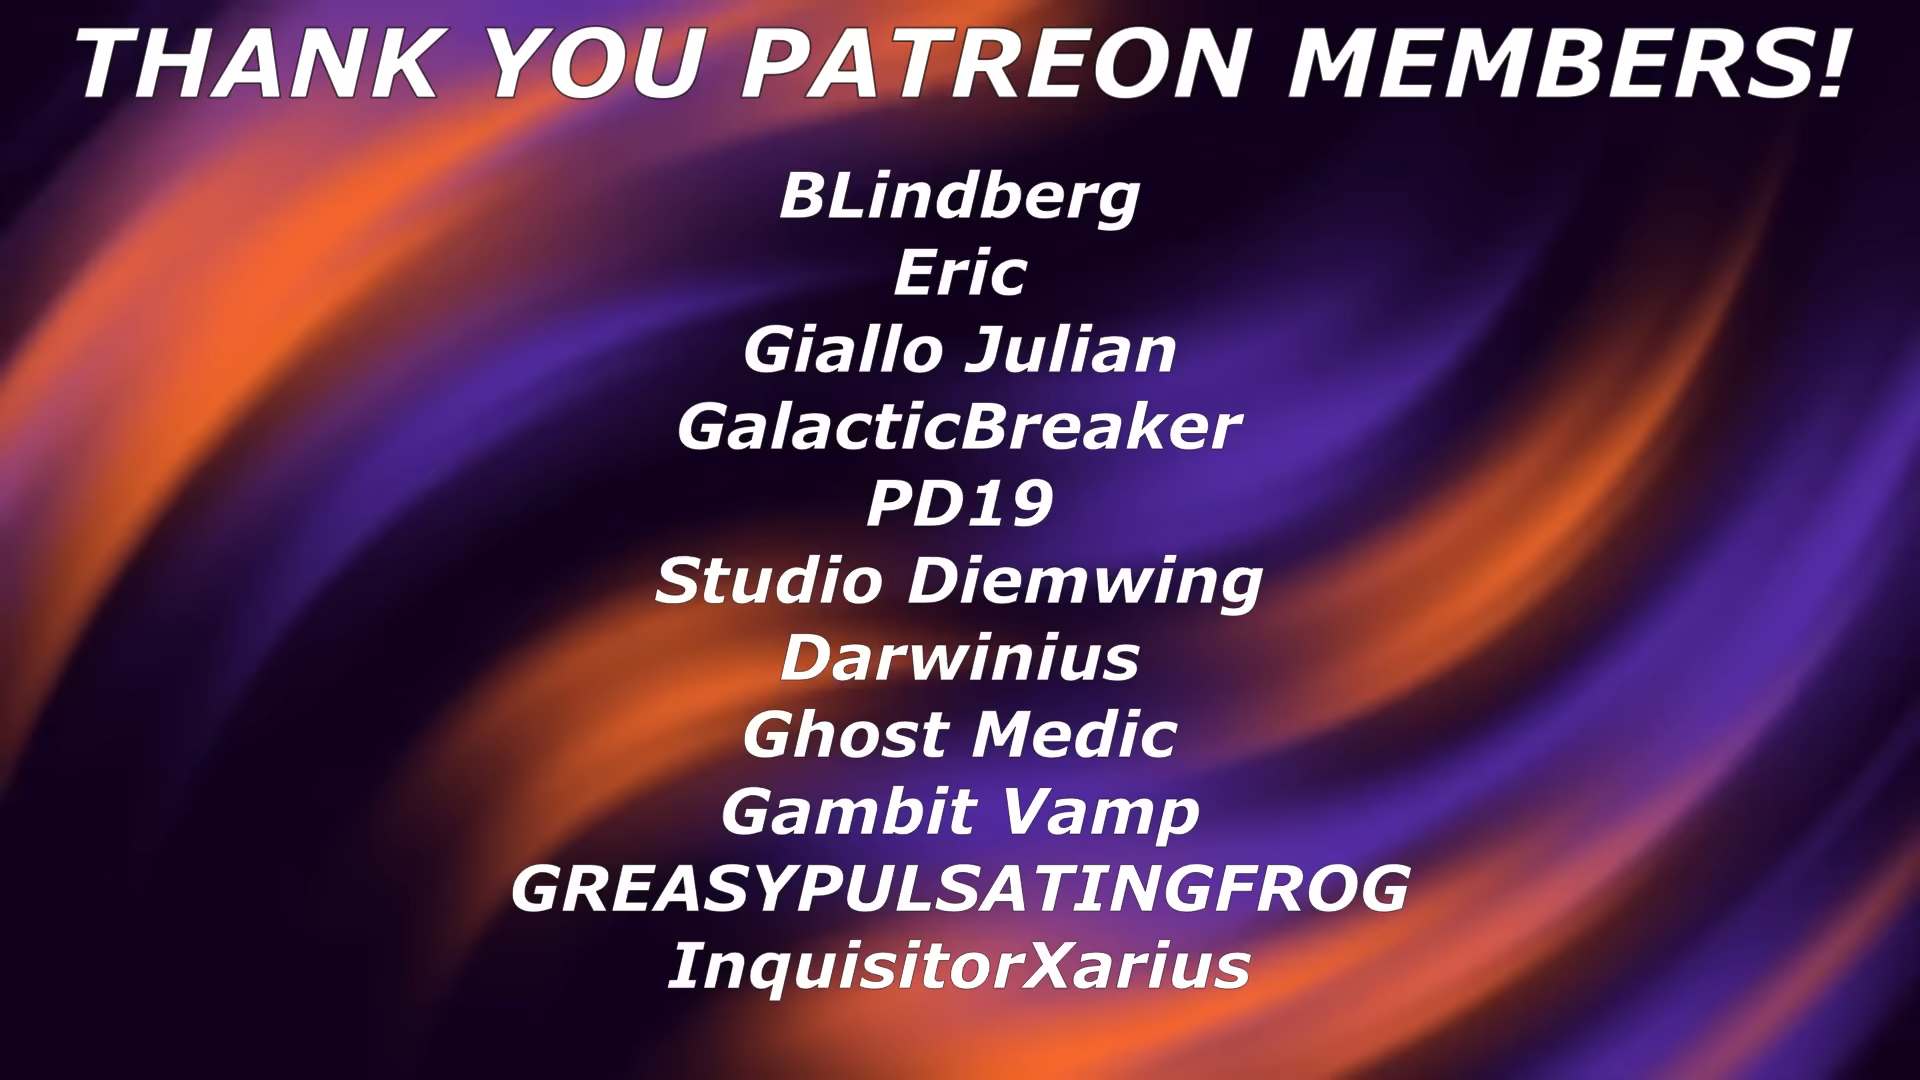 THANK YOU PATREON MEMBERS!
BLindberg
Eric
Giallo Julian
GalacticBreaker
PD19
Studio Diemwing
Darwinius
Ghost Medic
Gambit Vamp
GREASYPULSATINGFROG
InquisitorXarius